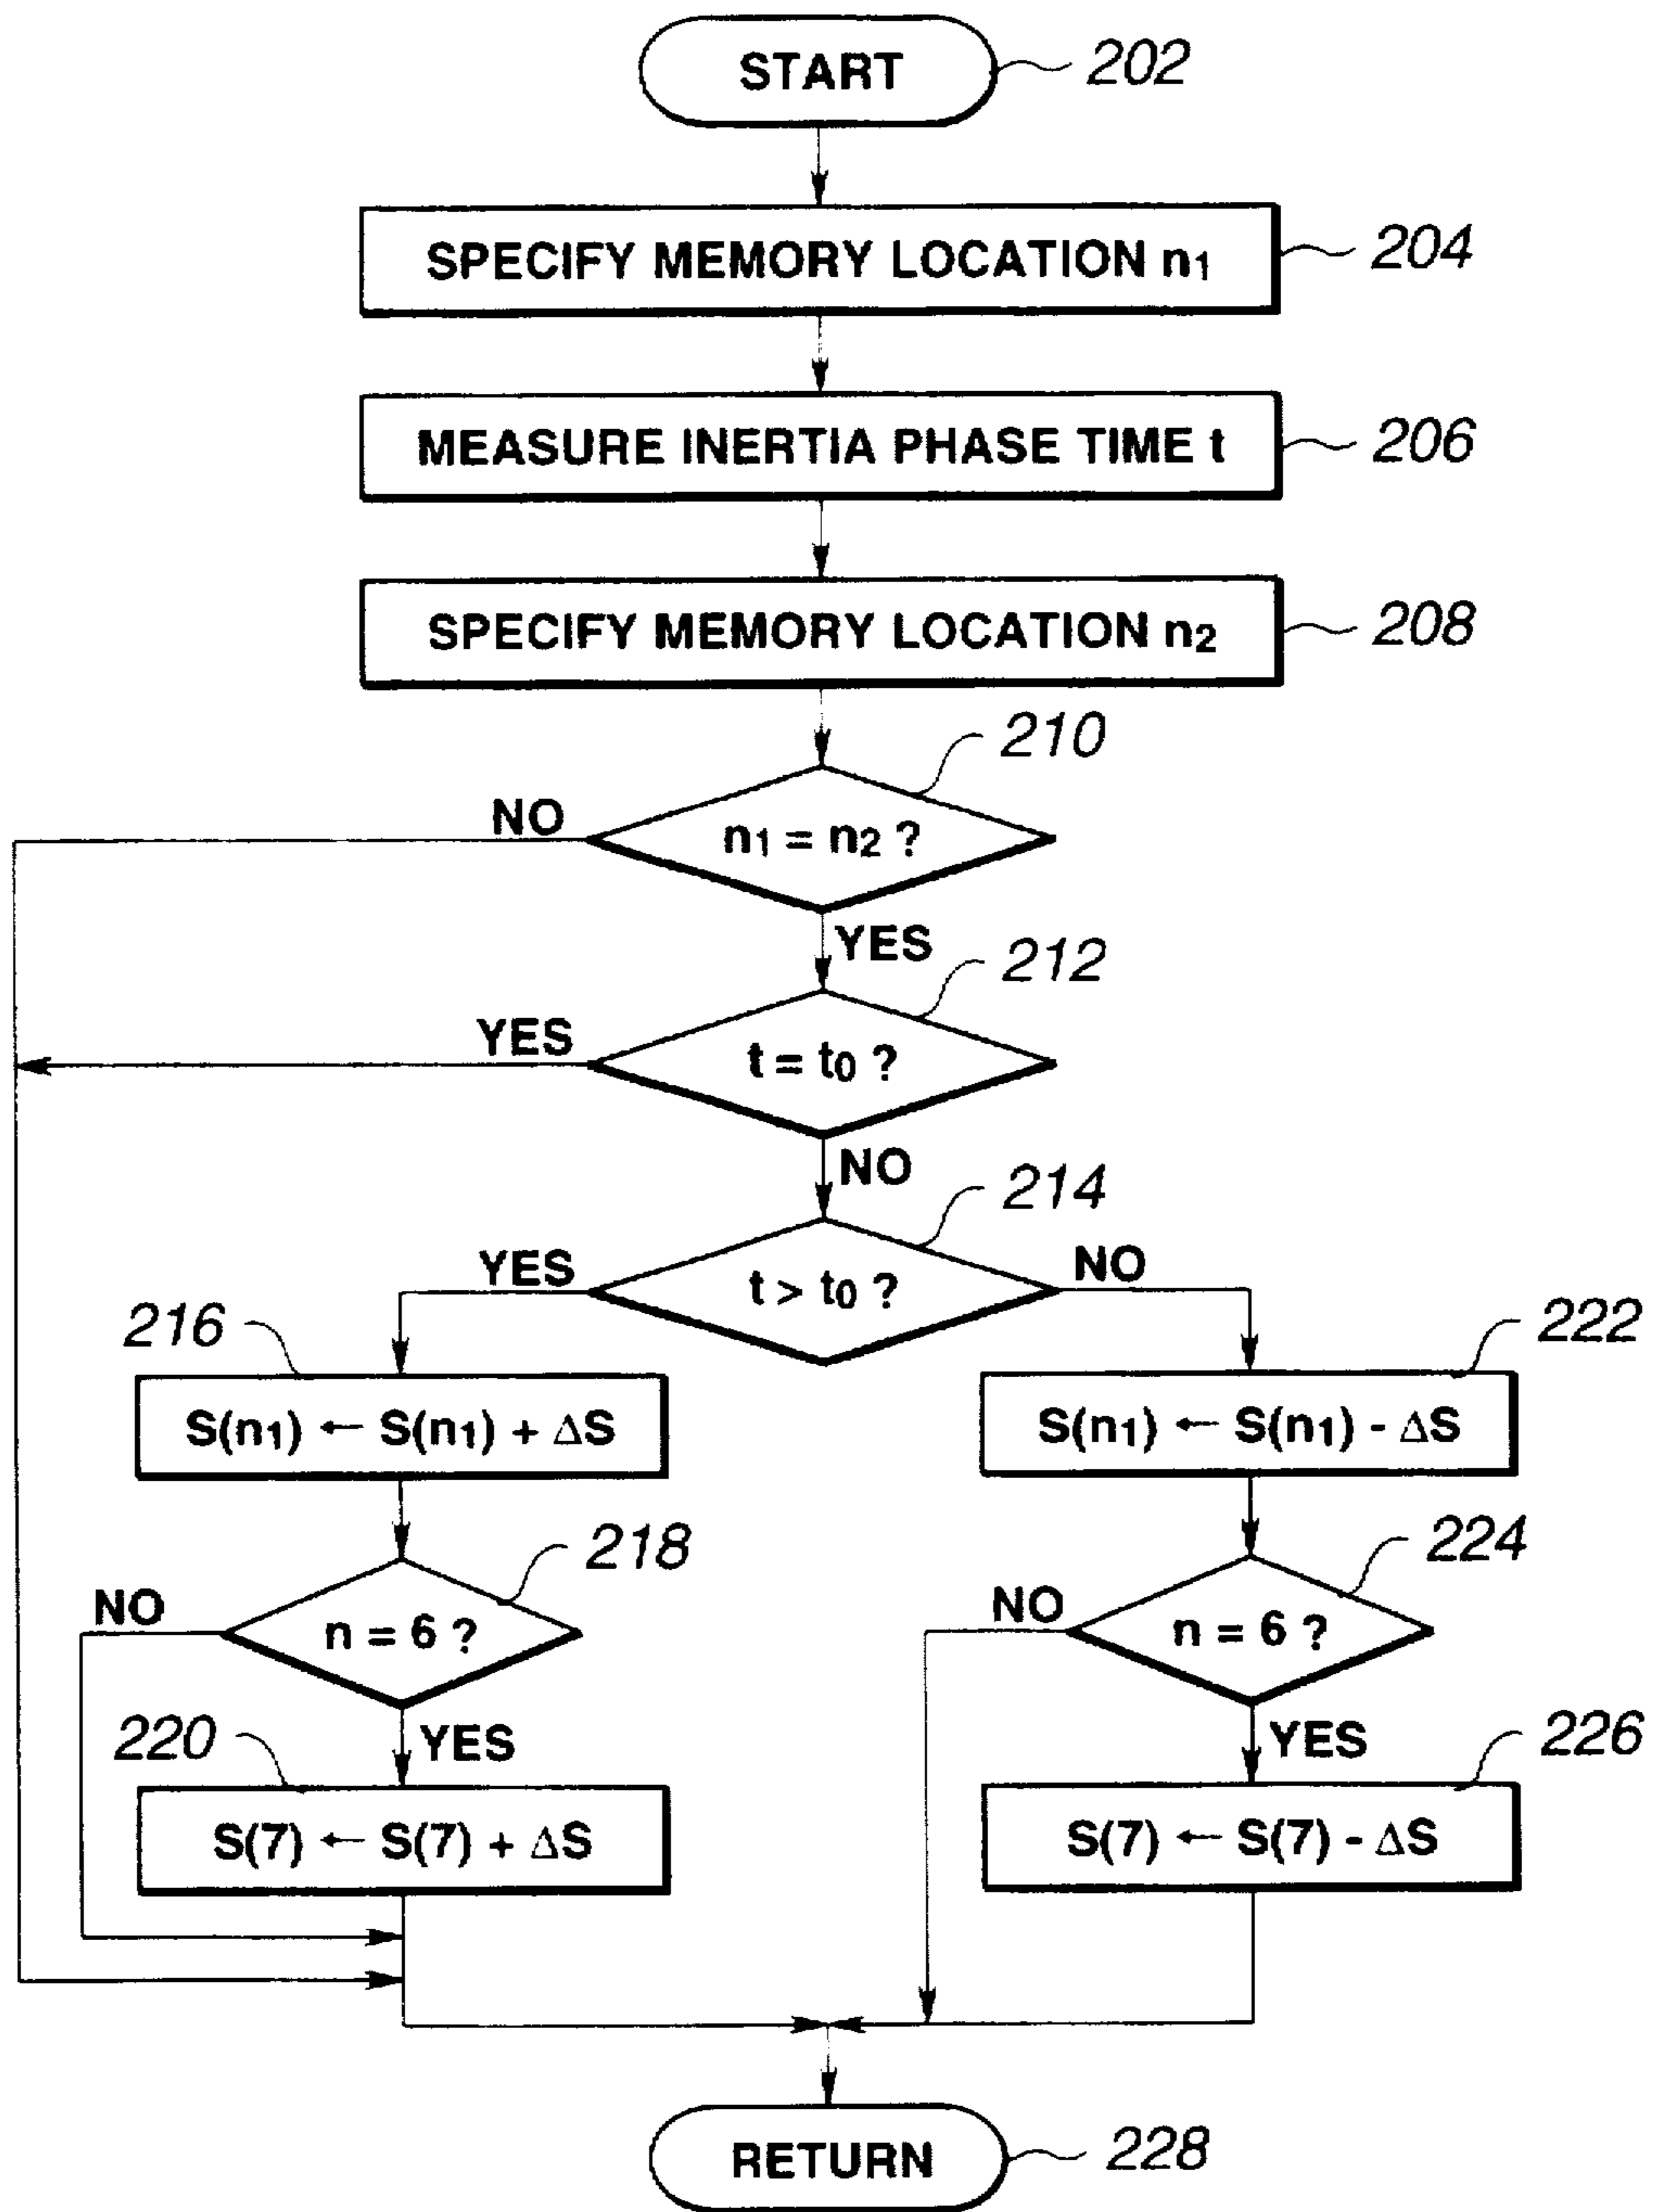 START
202
SPECIFY MEMORY LOCATION n1
204
MEASURE INERTIA PHASE TIME t
206
SPECIFY MEMORY LOCATION n2
208
210
NO
n1 = n2 ?
YES
212
YES
t = t0 ?
NO
214
YES
t > t0 ?
NO
216
222
S(n1) ← S(n1) + ΔS
S(n1) ← S(n1) - ΔS
218
224
NO
n = 6 ?
NO
n = 6 ?
220
YES
YES
226
S(7) ← S(7) + ΔS
S(7) ← S(7) - ΔS
RETURN
228